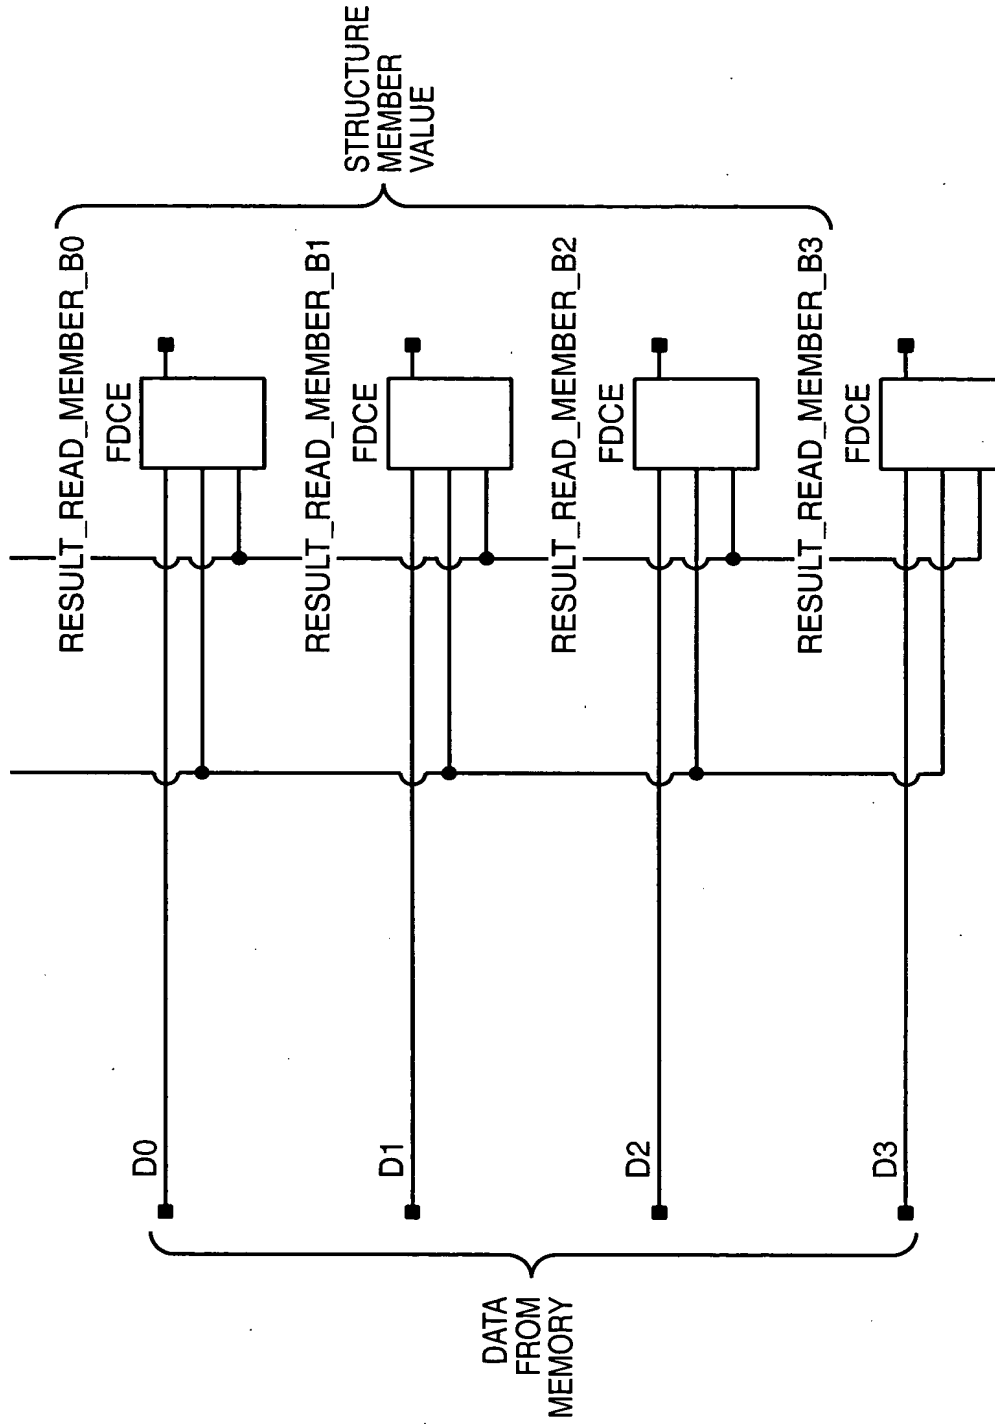 STRUCTURE
MEMBER
VALUE
RESULT_READ_MEMBER_B0
FDCE
D0
RESULT_READ_MEMBER_B1
FDCE
D1
RESULT_READ_MEMBER_B2
FDCE
D2
RESULT_READ_MEMBER_B3
FDCE
D3
DATA
FROM
MEMORY